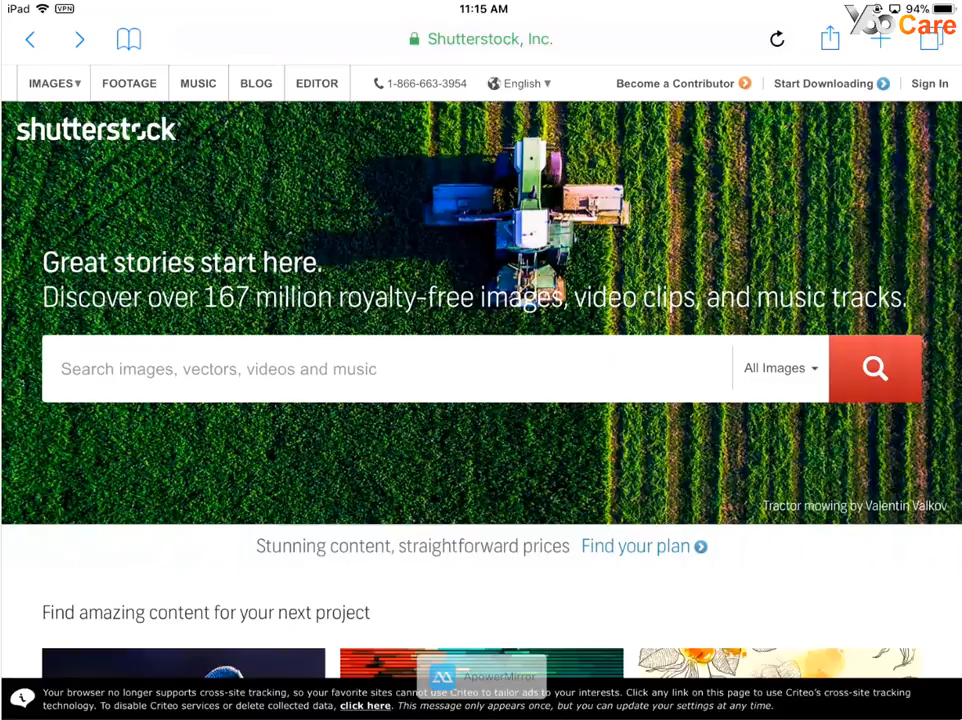 iPad VPN 11:15 AM 94%
YooCare
Shutterstock, Inc.
IMAGES▾ FOOTAGE MUSIC BLOG EDITOR 1-866-663-3954 English ▾ Become a Contributor Start Downloading Sign In
shutterstock
Great stories start here.
Discover over 167 million royalty-free images, video clips, and music tracks.
Search images, vectors, videos and music All Images
Tractor mowing by Valentin Valkov
Stunning content, straightforward prices Find your plan
Find amazing content for your next project
ApowerMirror
Your browser no longer supports cross-site tracking, so your favorite sites cannot use Criteo to tailor ads to your interests. Click any link on this page to use Criteo's cross-site tracking
technology. To disable Criteo services or delete collected data, click here. This message only appears once, but you can update your settings at any time.